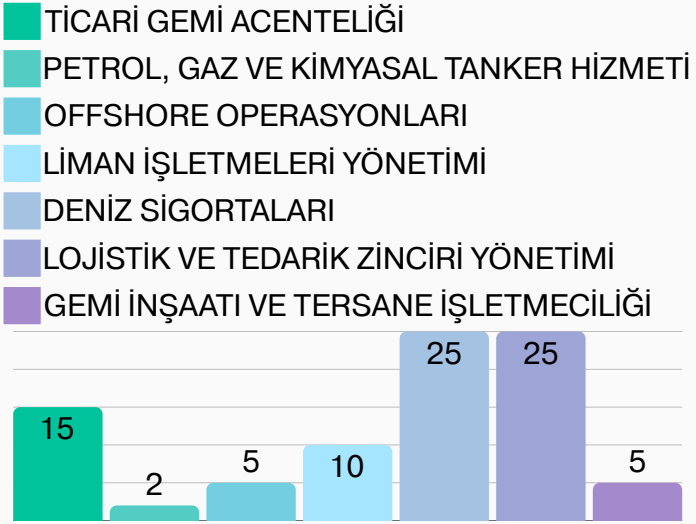 TİCARİ GEMİ ACENTELİĞİ
PETROL, GAZ VE KİMYASAL TANKER HİZMETİ
OFFSHORE OPERASYONLARI
LİMAN İŞLETMELERİ YÖNETİMİ
DENİZ SİGORTALARI
LOJİSTİK VE TEDARİK ZİNCİRİ YÖNETİMİ
GEMİ İNŞAATI VE TERSANE İŞLETMECİLİĞİ
15
2
5
10
25
25
5